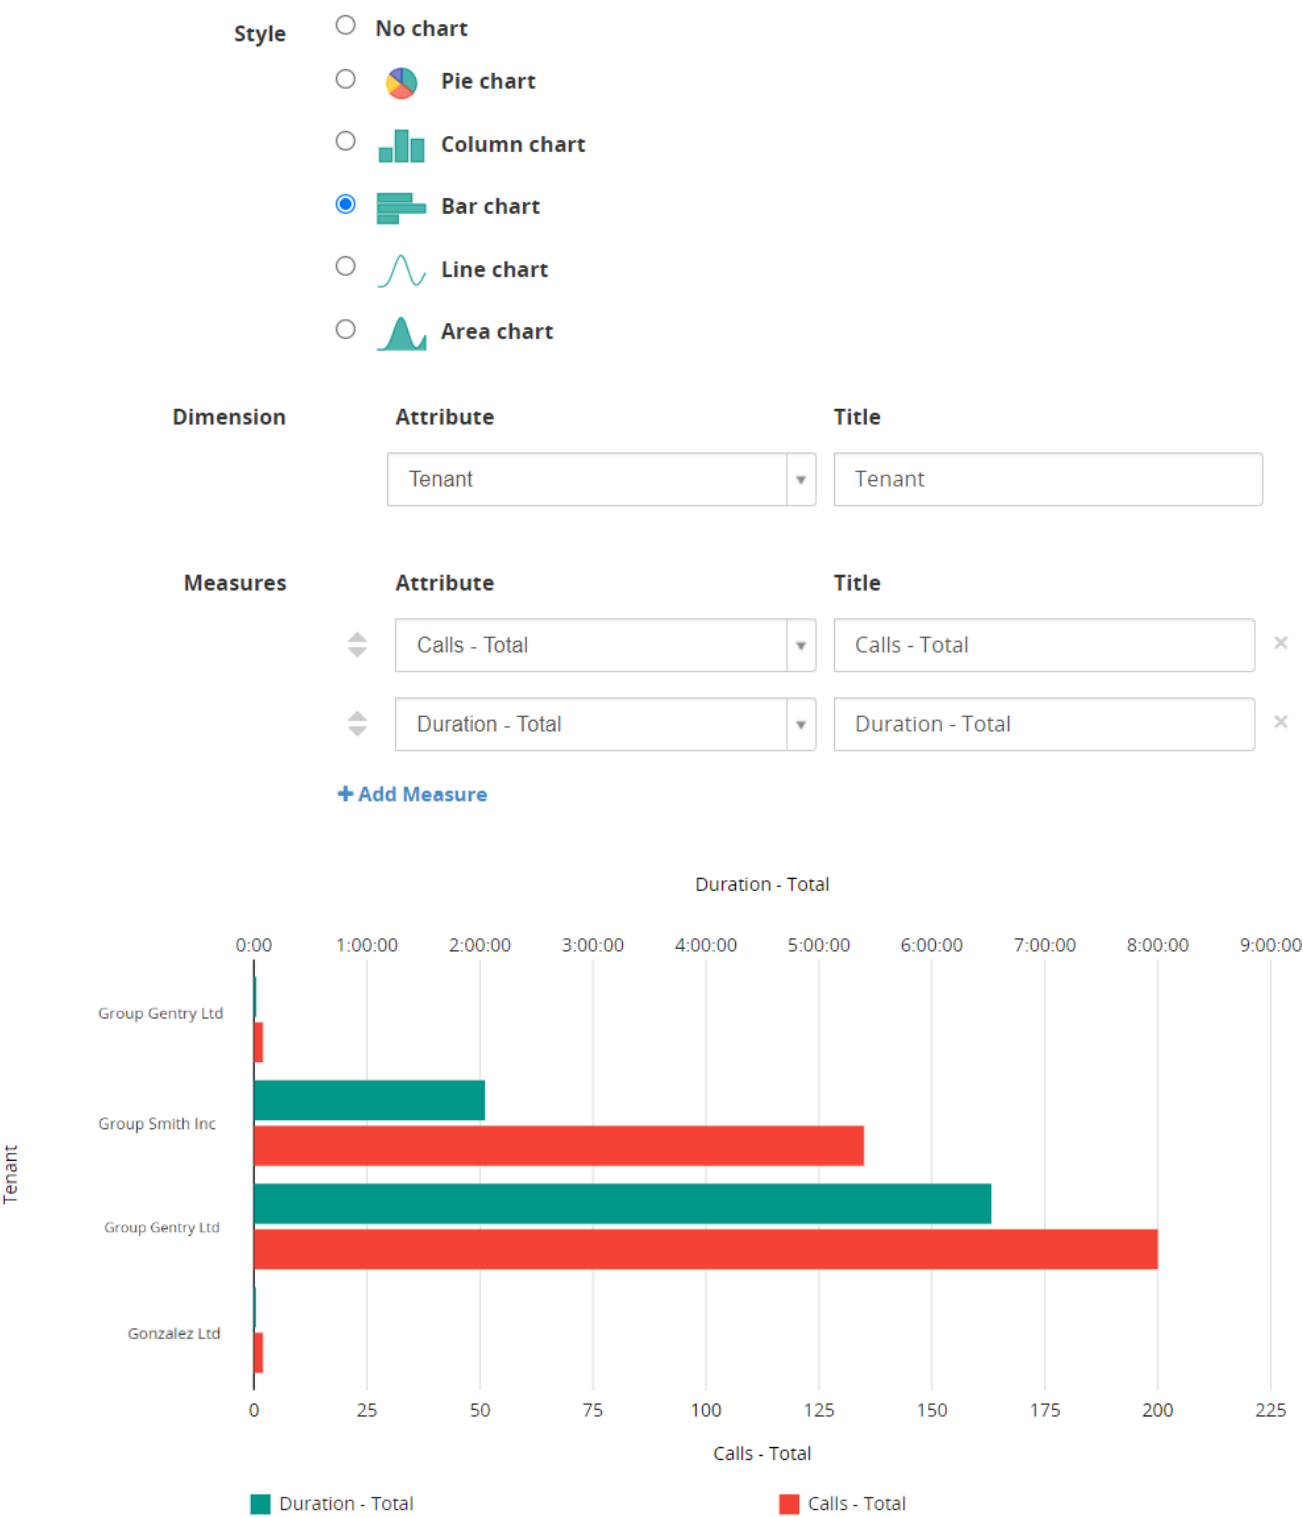 Style
No chart
Pie chart
Column chart
Bar chart
Line chart
Area chart
Dimension Attribute Title
Tenant Tenant
Measures Attribute Title
Calls - Total Calls - Total ×
Duration - Total Duration - Total ×
+ Add Measure
Duration - Total
0:00 1:00:00 2:00:00 3:00:00 4:00:00 5:00:00 6:00:00 7:00:00 8:00:00 9:00:00
Group Gentry Ltd
Group Smith Inc
Group Gentry Ltd
Gonzalez Ltd
Tenant
0 25 50 75 100 125 150 175 200 225
Calls - Total
Duration - Total Calls - Total